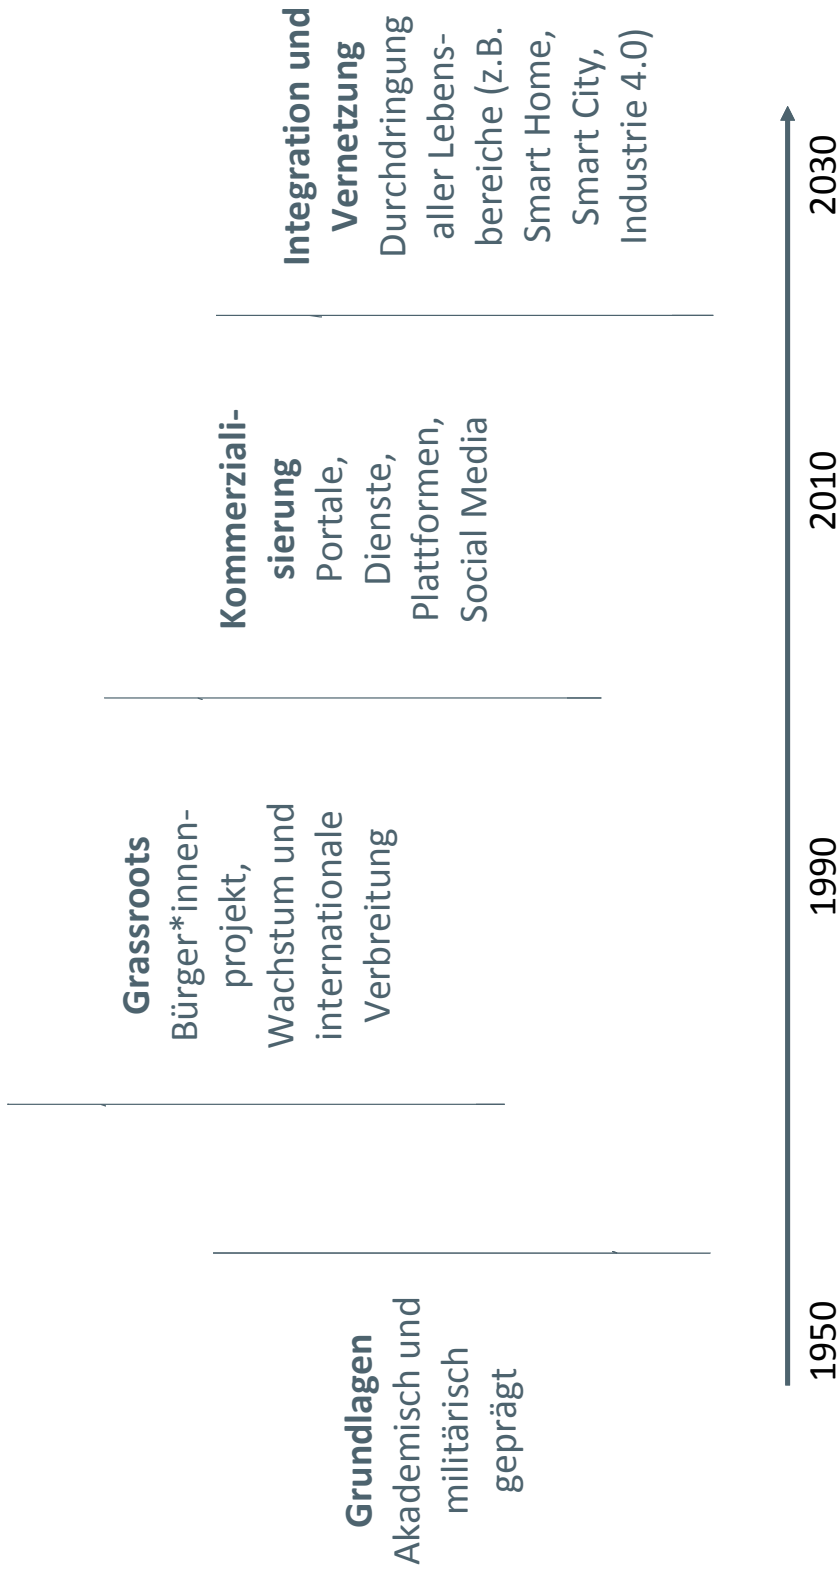 Grundlagen
Akademisch und
militärisch
geprägt
Grassroots
Bürger*innen-
projekt,
Wachstum und
internationale
Verbreitung
Kommerziali-
sierung
Portale,
Dienste,
Plattformen,
Social Media
Integration und
Vernetzung
Durchdringung
aller Lebens-
bereiche (z.B.
Smart Home,
Smart City,
Industrie 4.0)
1950
1990
2010
2030